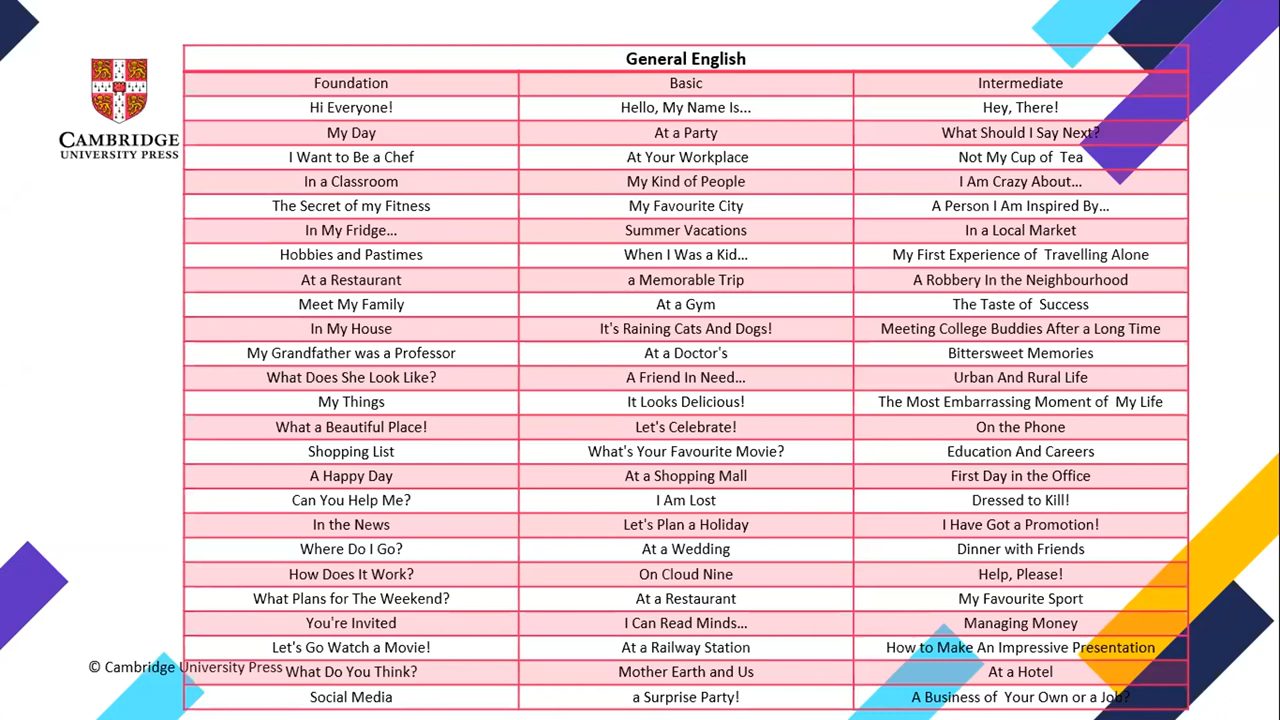 CAMBRIDGE
UNIVERSITY PRESS
General English
Foundation Basic Intermediate
Hi Everyone! Hello, My Name Is... Hey, There!
My Day At a Party What Should I Say Next?
I Want to Be a Chef At Your Workplace Not My Cup of Tea
In a Classroom My Kind of People I Am Crazy About...
The Secret of my Fitness My Favourite City A Person I Am Inspired By...
In My Fridge... Summer Vacations In a Local Market
Hobbies and Pastimes When I Was a Kid... My First Experience of Travelling Alone
At a Restaurant a Memorable Trip A Robbery In the Neighbourhood
Meet My Family At a Gym The Taste of Success
In My House It's Raining Cats And Dogs! Meeting College Buddies After a Long Time
My Grandfather was a Professor At a Doctor's Bittersweet Memories
What Does She Look Like? A Friend In Need... Urban And Rural Life
My Things It Looks Delicious! The Most Embarrassing Moment of My Life
What a Beautiful Place! Let's Celebrate! On the Phone
Shopping List What's Your Favourite Movie? Education And Careers
A Happy Day At a Shopping Mall First Day in the Office
Can You Help Me? I Am Lost Dressed to Kill!
In the News Let's Plan a Holiday I Have Got a Promotion!
Where Do I Go? At a Wedding Dinner with Friends
How Does It Work? On Cloud Nine Help, Please!
What Plans for The Weekend? At a Restaurant My Favourite Sport
You're Invited I Can Read Minds... Managing Money
Let's Go Watch a Movie! At a Railway Station How to Make An Impressive Presentation
What Do You Think? Mother Earth and Us At a Hotel
Social Media a Surprise Party! A Business of Your Own or a Job?
© Cambridge University Press